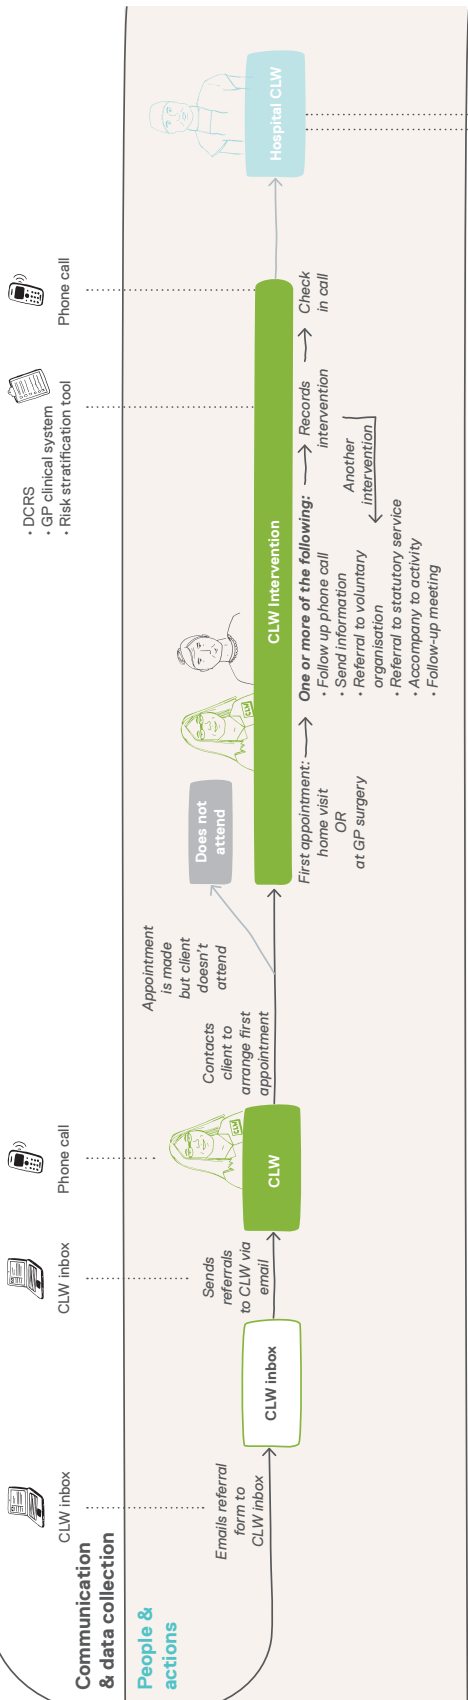 Communication
& data collection
CLW inbox
CLW inbox
Phone call
• DCRS
• GP clinical system
• Risk stratification tool
Phone call
People &
actions
Emails referral
form to
CLW inbox
CLW inbox
Sends
referrals
to CLW via
email
CLW
CLW
Contacts
client to
arrange first
appointment
Appointment
is made
but client
doesn't
attend
Does not
attend
CLW
CLW Intervention
First appointment:
home visit
OR
at GP surgery
One or more of the following:
• Follow up phone call
• Send information
• Referral to voluntary
organisation
• Referral to statutory service
• Accompany to activity
• Follow-up meeting
Another
intervention
Records
intervention
Check
in call
Hospital CLW